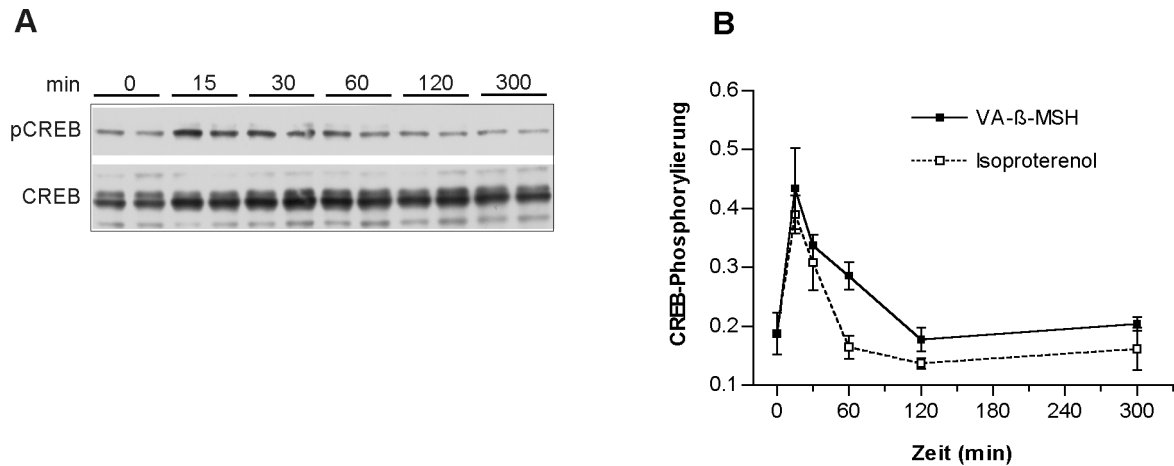 A
min 0 15 30 60 120 300
pCREB
CREB
B
CREB-Phosphorylierung
0.6
0.5
0.4
0.3
0.2
0.1
VA-ß-MSH
Isoproterenol
0 60 120 180 240 300
Zeit (min)